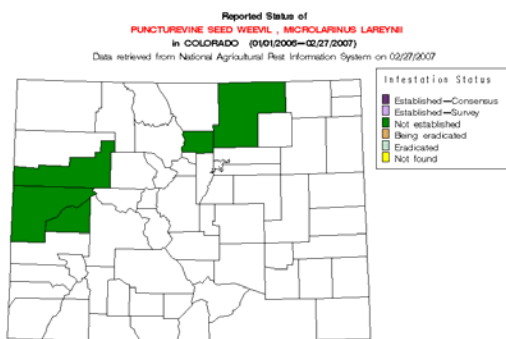 Reported Status of
PUNCTUREVINE SEED WEEVIL , MICROLARINUS LAREYNII
in COLORADO (01/01/2006—02/27/2007)
Data retrieved from National Agricultural Pest Information System on 02/27/2007
Infestation Status
Established—Consensus
Established—Survey
Not established
Being eradicated
Eradicated
Not found